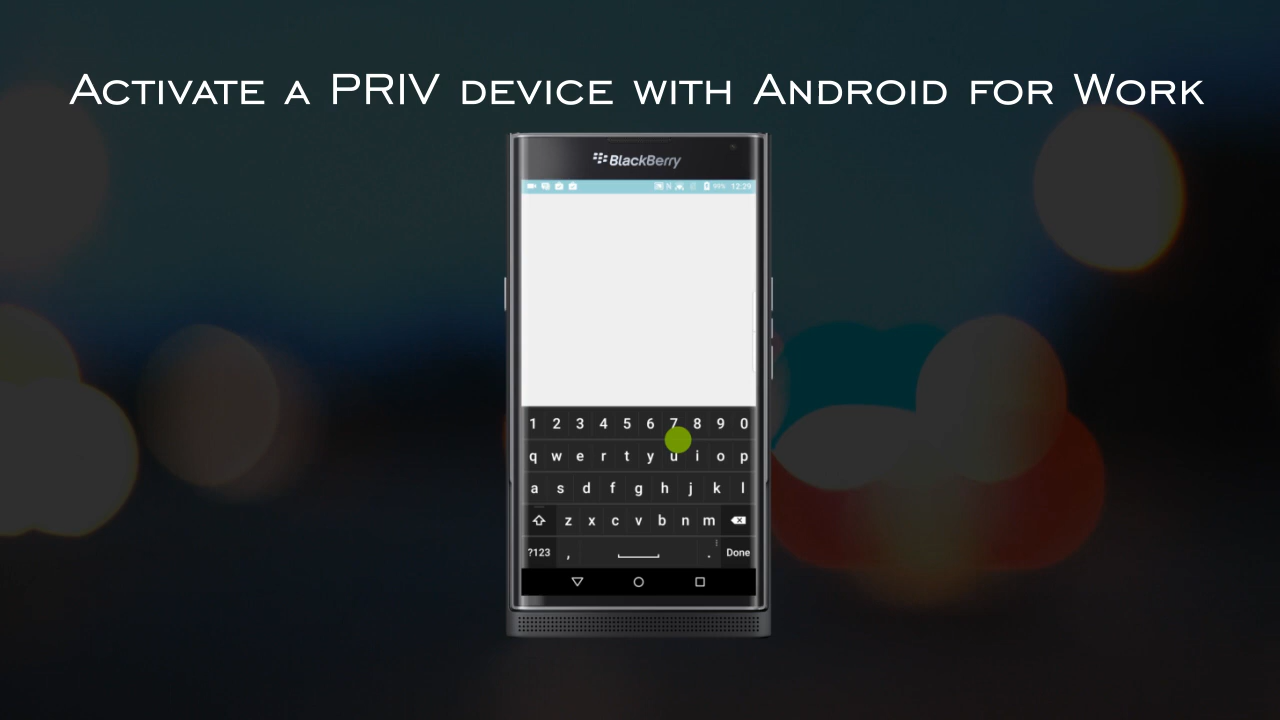 Activate a PRIV device with Android for Work
BlackBerry
99% 12:29
1 2 3 4 5 6 7 8 9 0
q w e r t y u i o p
a s d f g h j k l
z x c v b n m
?123 , . Done